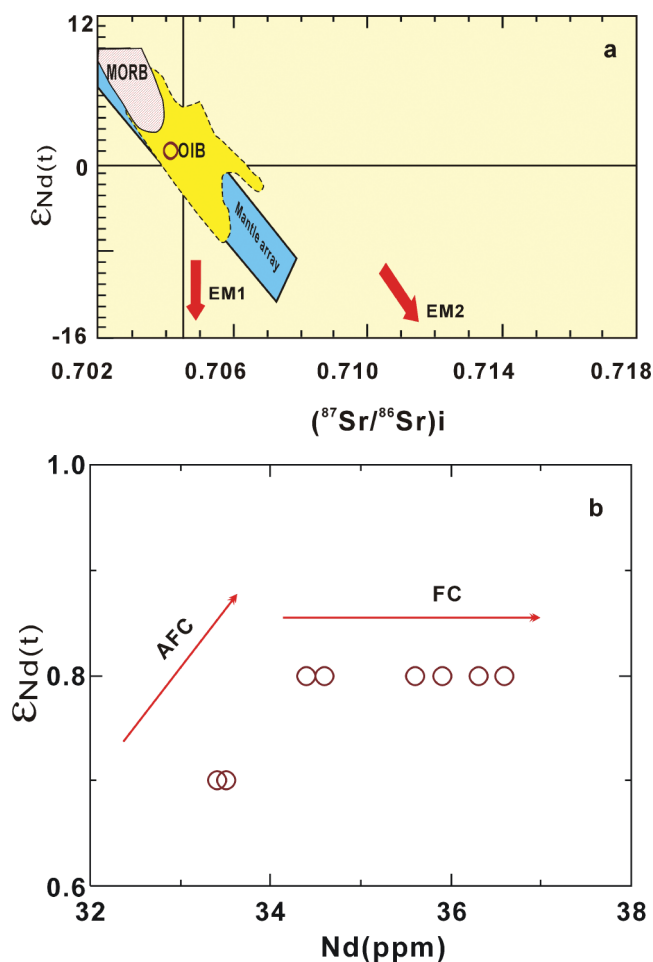 12
a
MORB
OIB
0
εNd(t)
Mantle array
EM1
EM2
-16
0.702 0.706 0.710 0.714 0.718
(⁸⁷Sr/⁸⁶Sr)i
1.0
b
FC
AFC
εNd(t)
0.8
0.6
32 34 36 38
Nd(ppm)